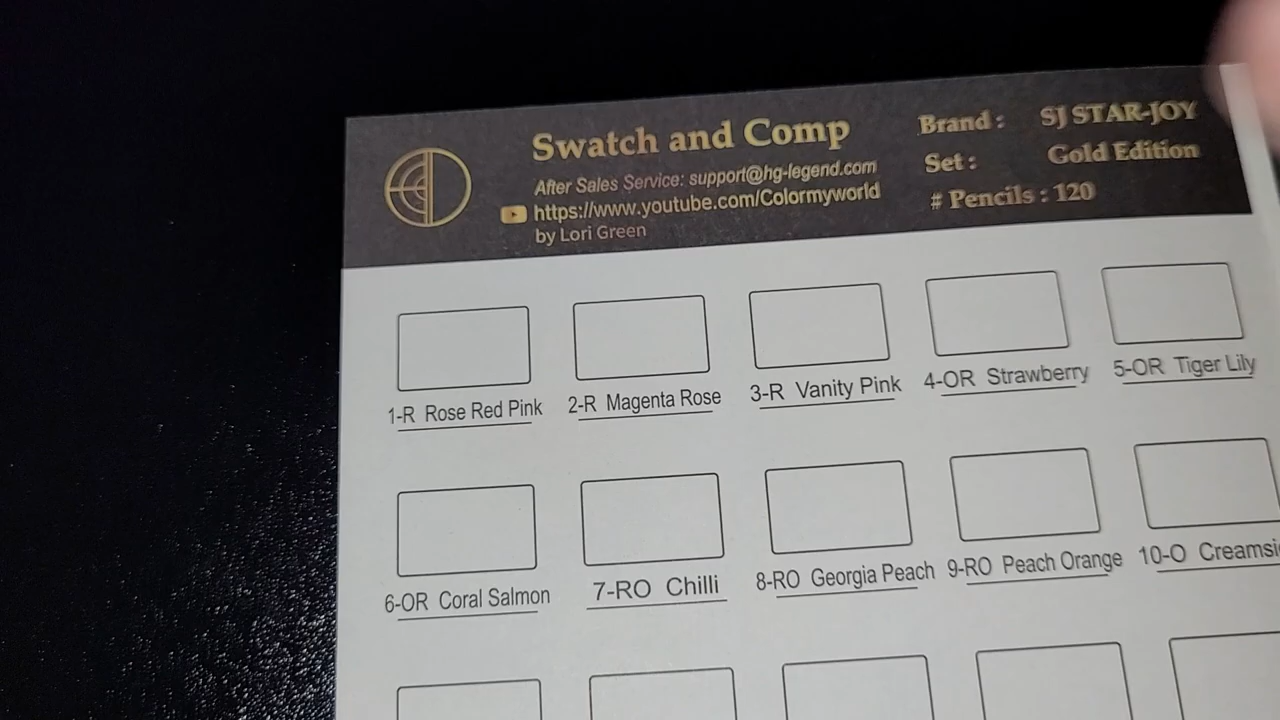 Swatch and Comp
After Sales Service: support@hg-legend.com
https://www.youtube.com/Colormyworld
by Lori Green
Brand : SJ STAR-JOY
Set : Gold Edition
# Pencils : 120
1-R Rose Red Pink
2-R Magenta Rose
3-R Vanity Pink
4-OR Strawberry
5-OR Tiger Lily
6-OR Coral Salmon
7-RO Chilli
8-RO Georgia Peach
9-RO Peach Orange
10-O